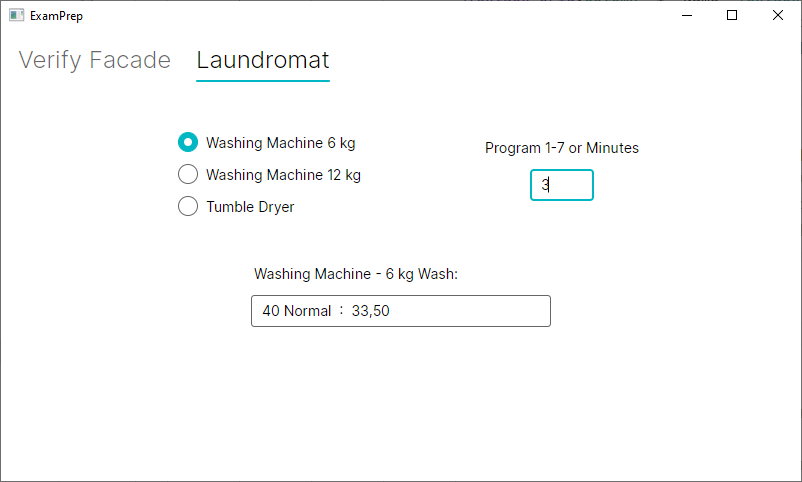 ExamPrep
Verify Facade Laundromat
Washing Machine 6 kg
Washing Machine 12 kg
Tumble Dryer
Program 1-7 or Minutes
3
Washing Machine - 6 kg Wash:
40 Normal : 33,50